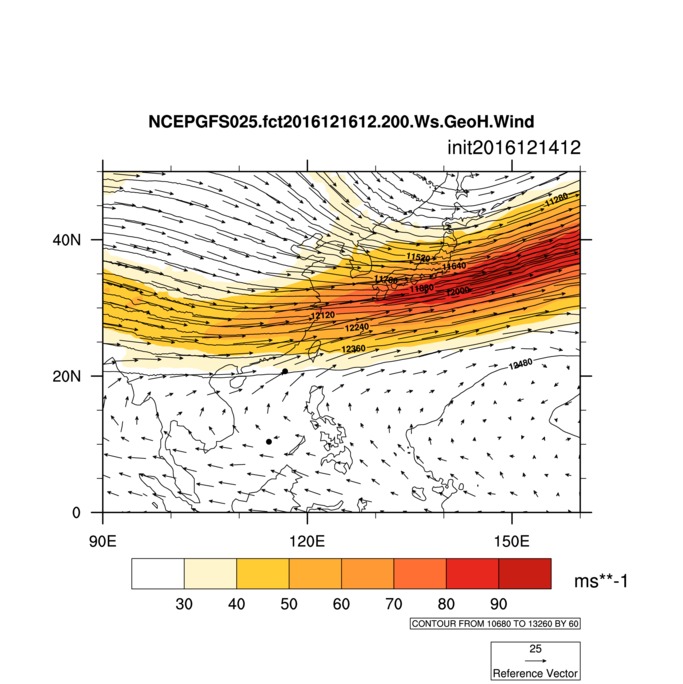 NCEPGFS025.fct2016121612.200.Ws.GeoH.Wind
init2016121412
11280
40N
11520
11640
11760
11880
12000
12120
12240
12360
12480
20N
0
90E 120E 150E
ms**-1
30 40 50 60 70 80 90
CONTOUR FROM 10680 TO 13260 BY 60
25
Reference Vector